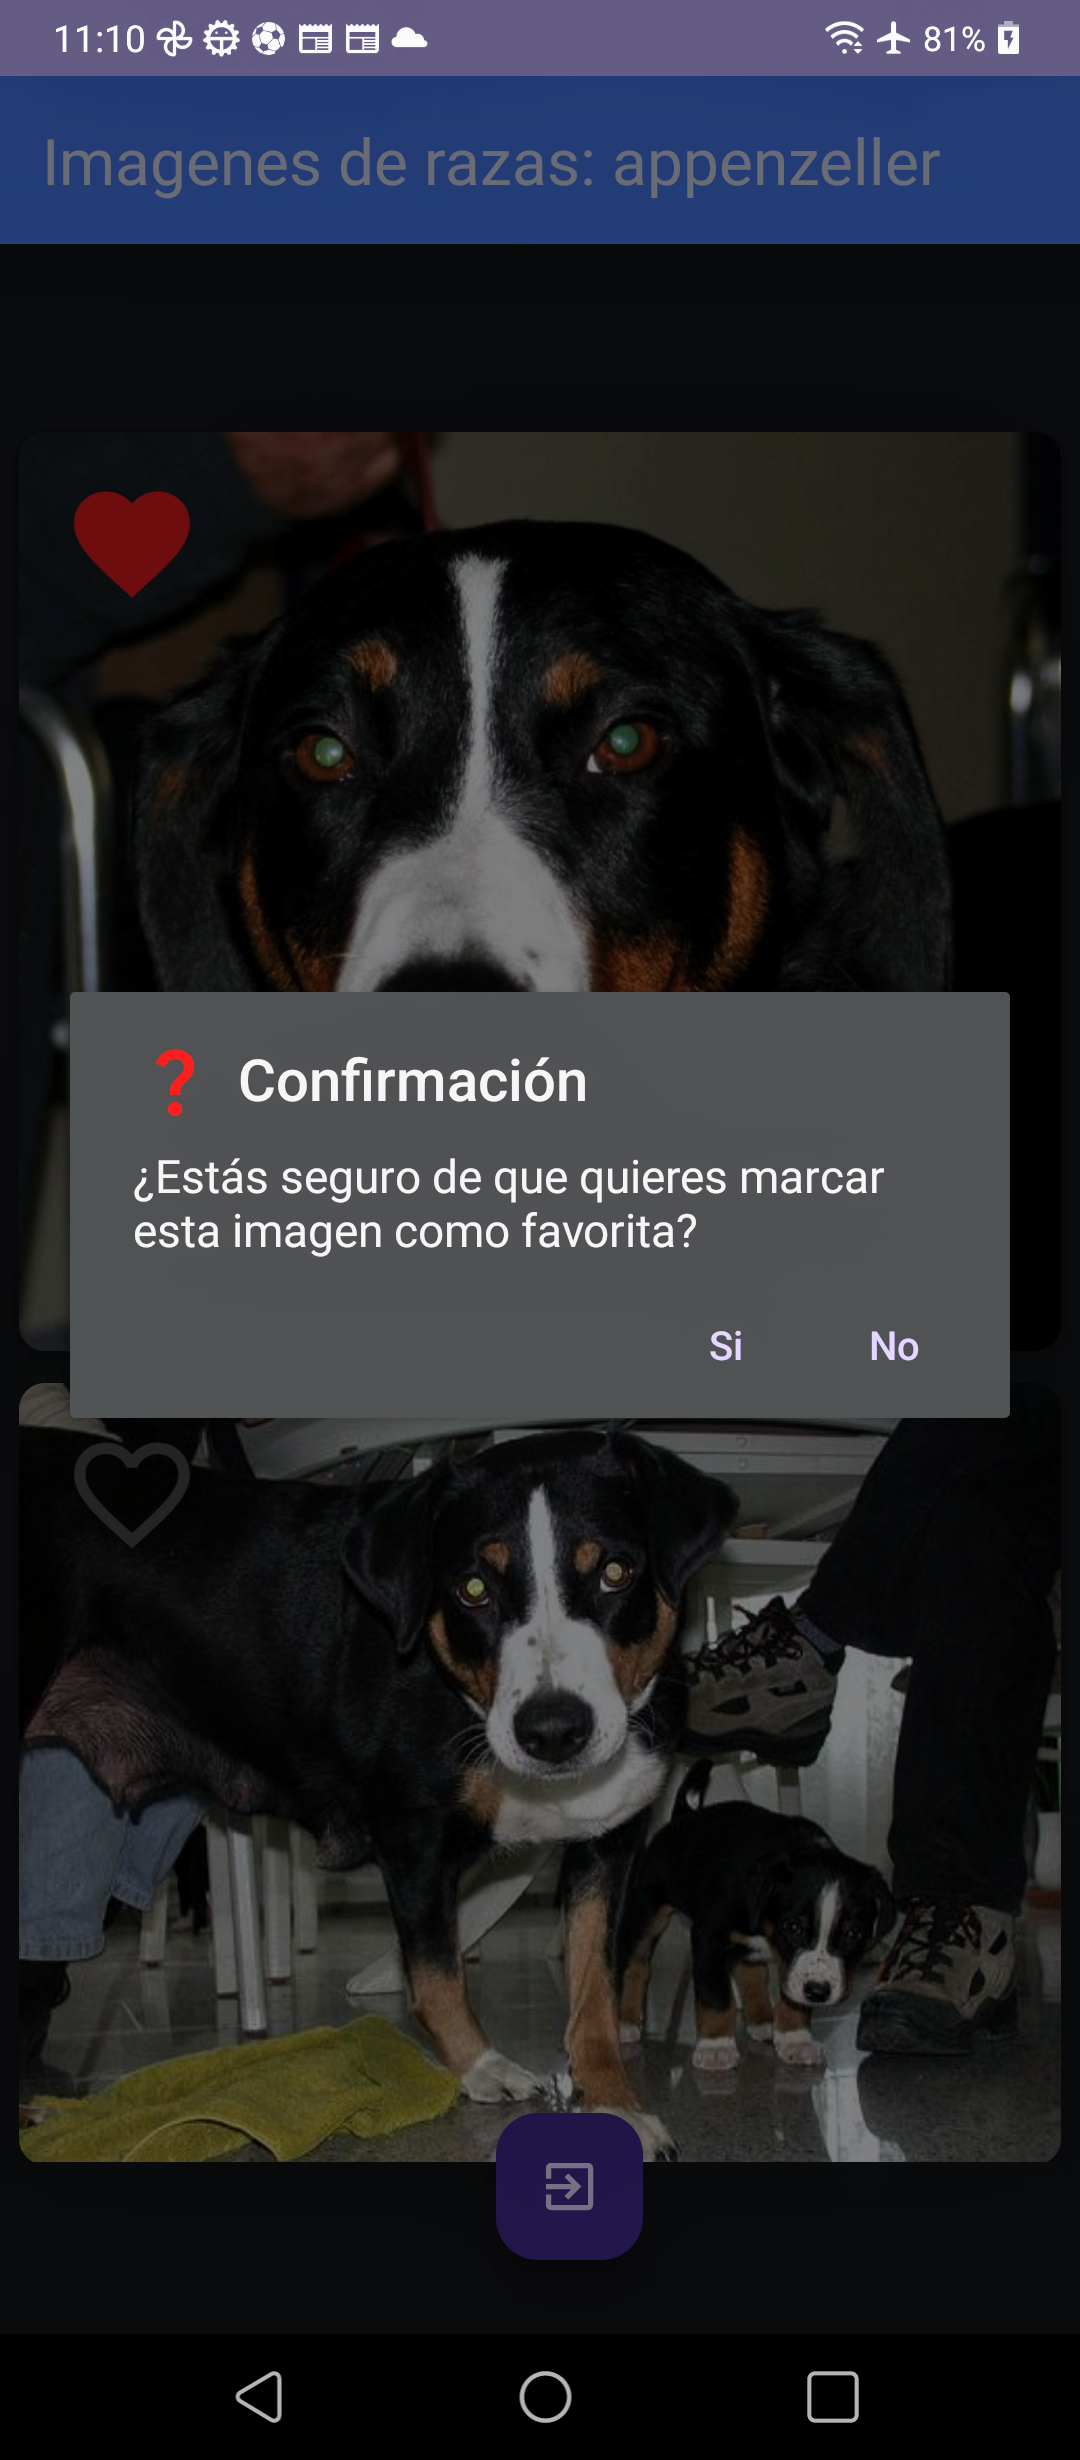 11:10
81%
Imagenes de razas: appenzeller
Confirmación
¿Estás seguro de que quieres marcar
esta imagen como favorita?
Si
No